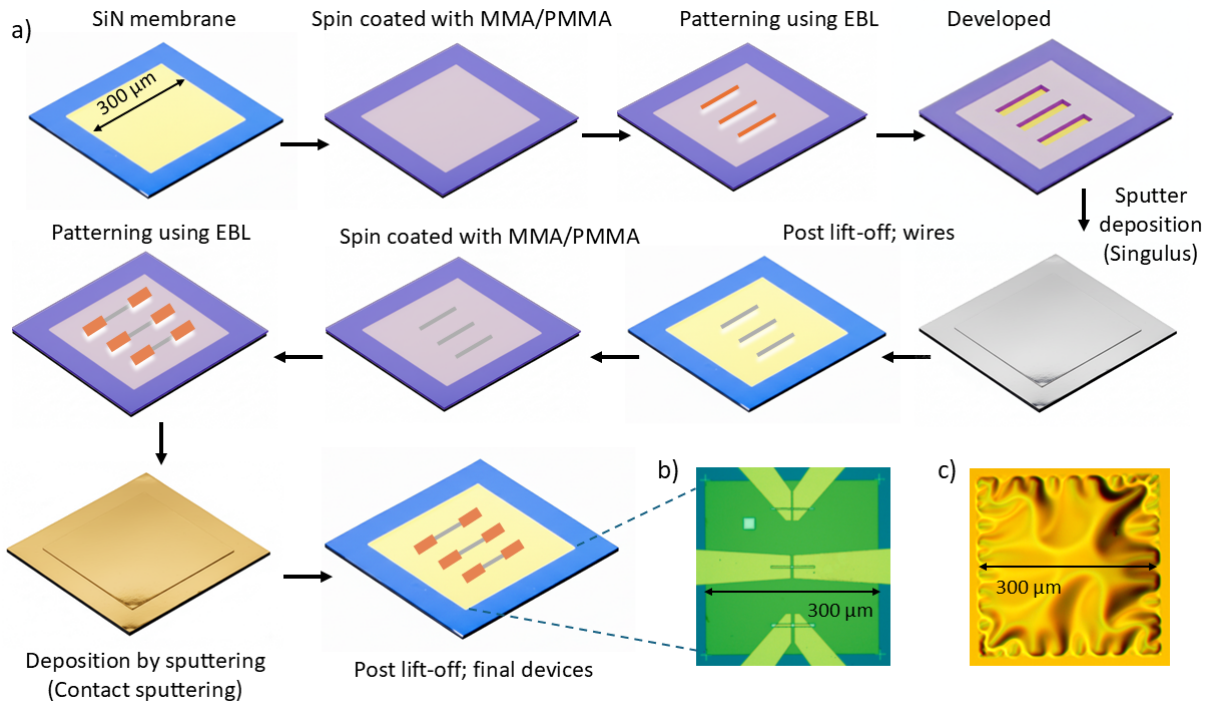 a)
SiN membrane
Spin coated with MMA/PMMA
Patterning using EBL
Developed
300 µm
Sputter
deposition
(Singulus)
Patterning using EBL
Spin coated with MMA/PMMA
Post lift-off; wires
b)
c)
300 µm
300 µm
Deposition by sputtering
(Contact sputtering)
Post lift-off; final devices